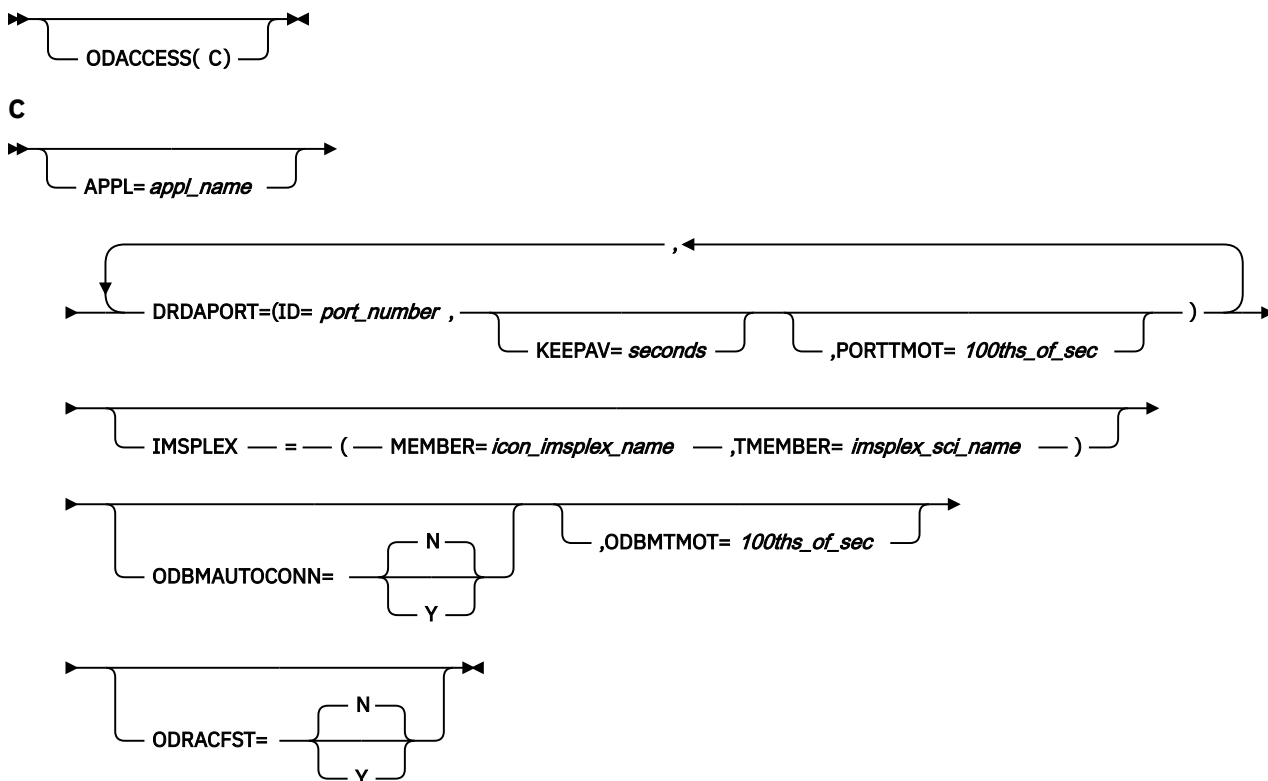 ODACCESS( C)
C
APPL= appl_name
,
DRDAPORT=(ID= port_number , )
KEEPAV= seconds ,PORTTMOT= 100ths_of_sec
IMSPLEX = ( MEMBER= icon_imsplex_name ,TMEMBER= imsplex_sci_name )
N
,ODBMTMOT= 100ths_of_sec
ODBMAUTOCONN=
Y
N
ODRACFST=
Y